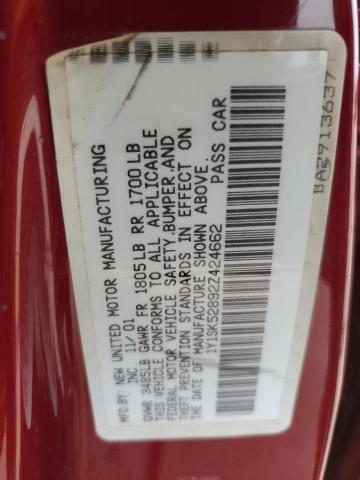 MFD. BY: NEW UNITED MOTOR MANUFACTURING
INC. 11/01
GVWR 3485LB GAWR FR 1805LB RR 1700LB
THIS VEHICLE CONFORMS TO ALL APPLICABLE
FEDERAL MOTOR VEHICLE SAFETY,BUMPER,AND
THEFT PREVENTION STANDARDS IN EFFECT ON
THE DATE OF MANUFACTURE SHOWN ABOVE.
1Y1SK52892Z424662 PASS CAR
BA5913637